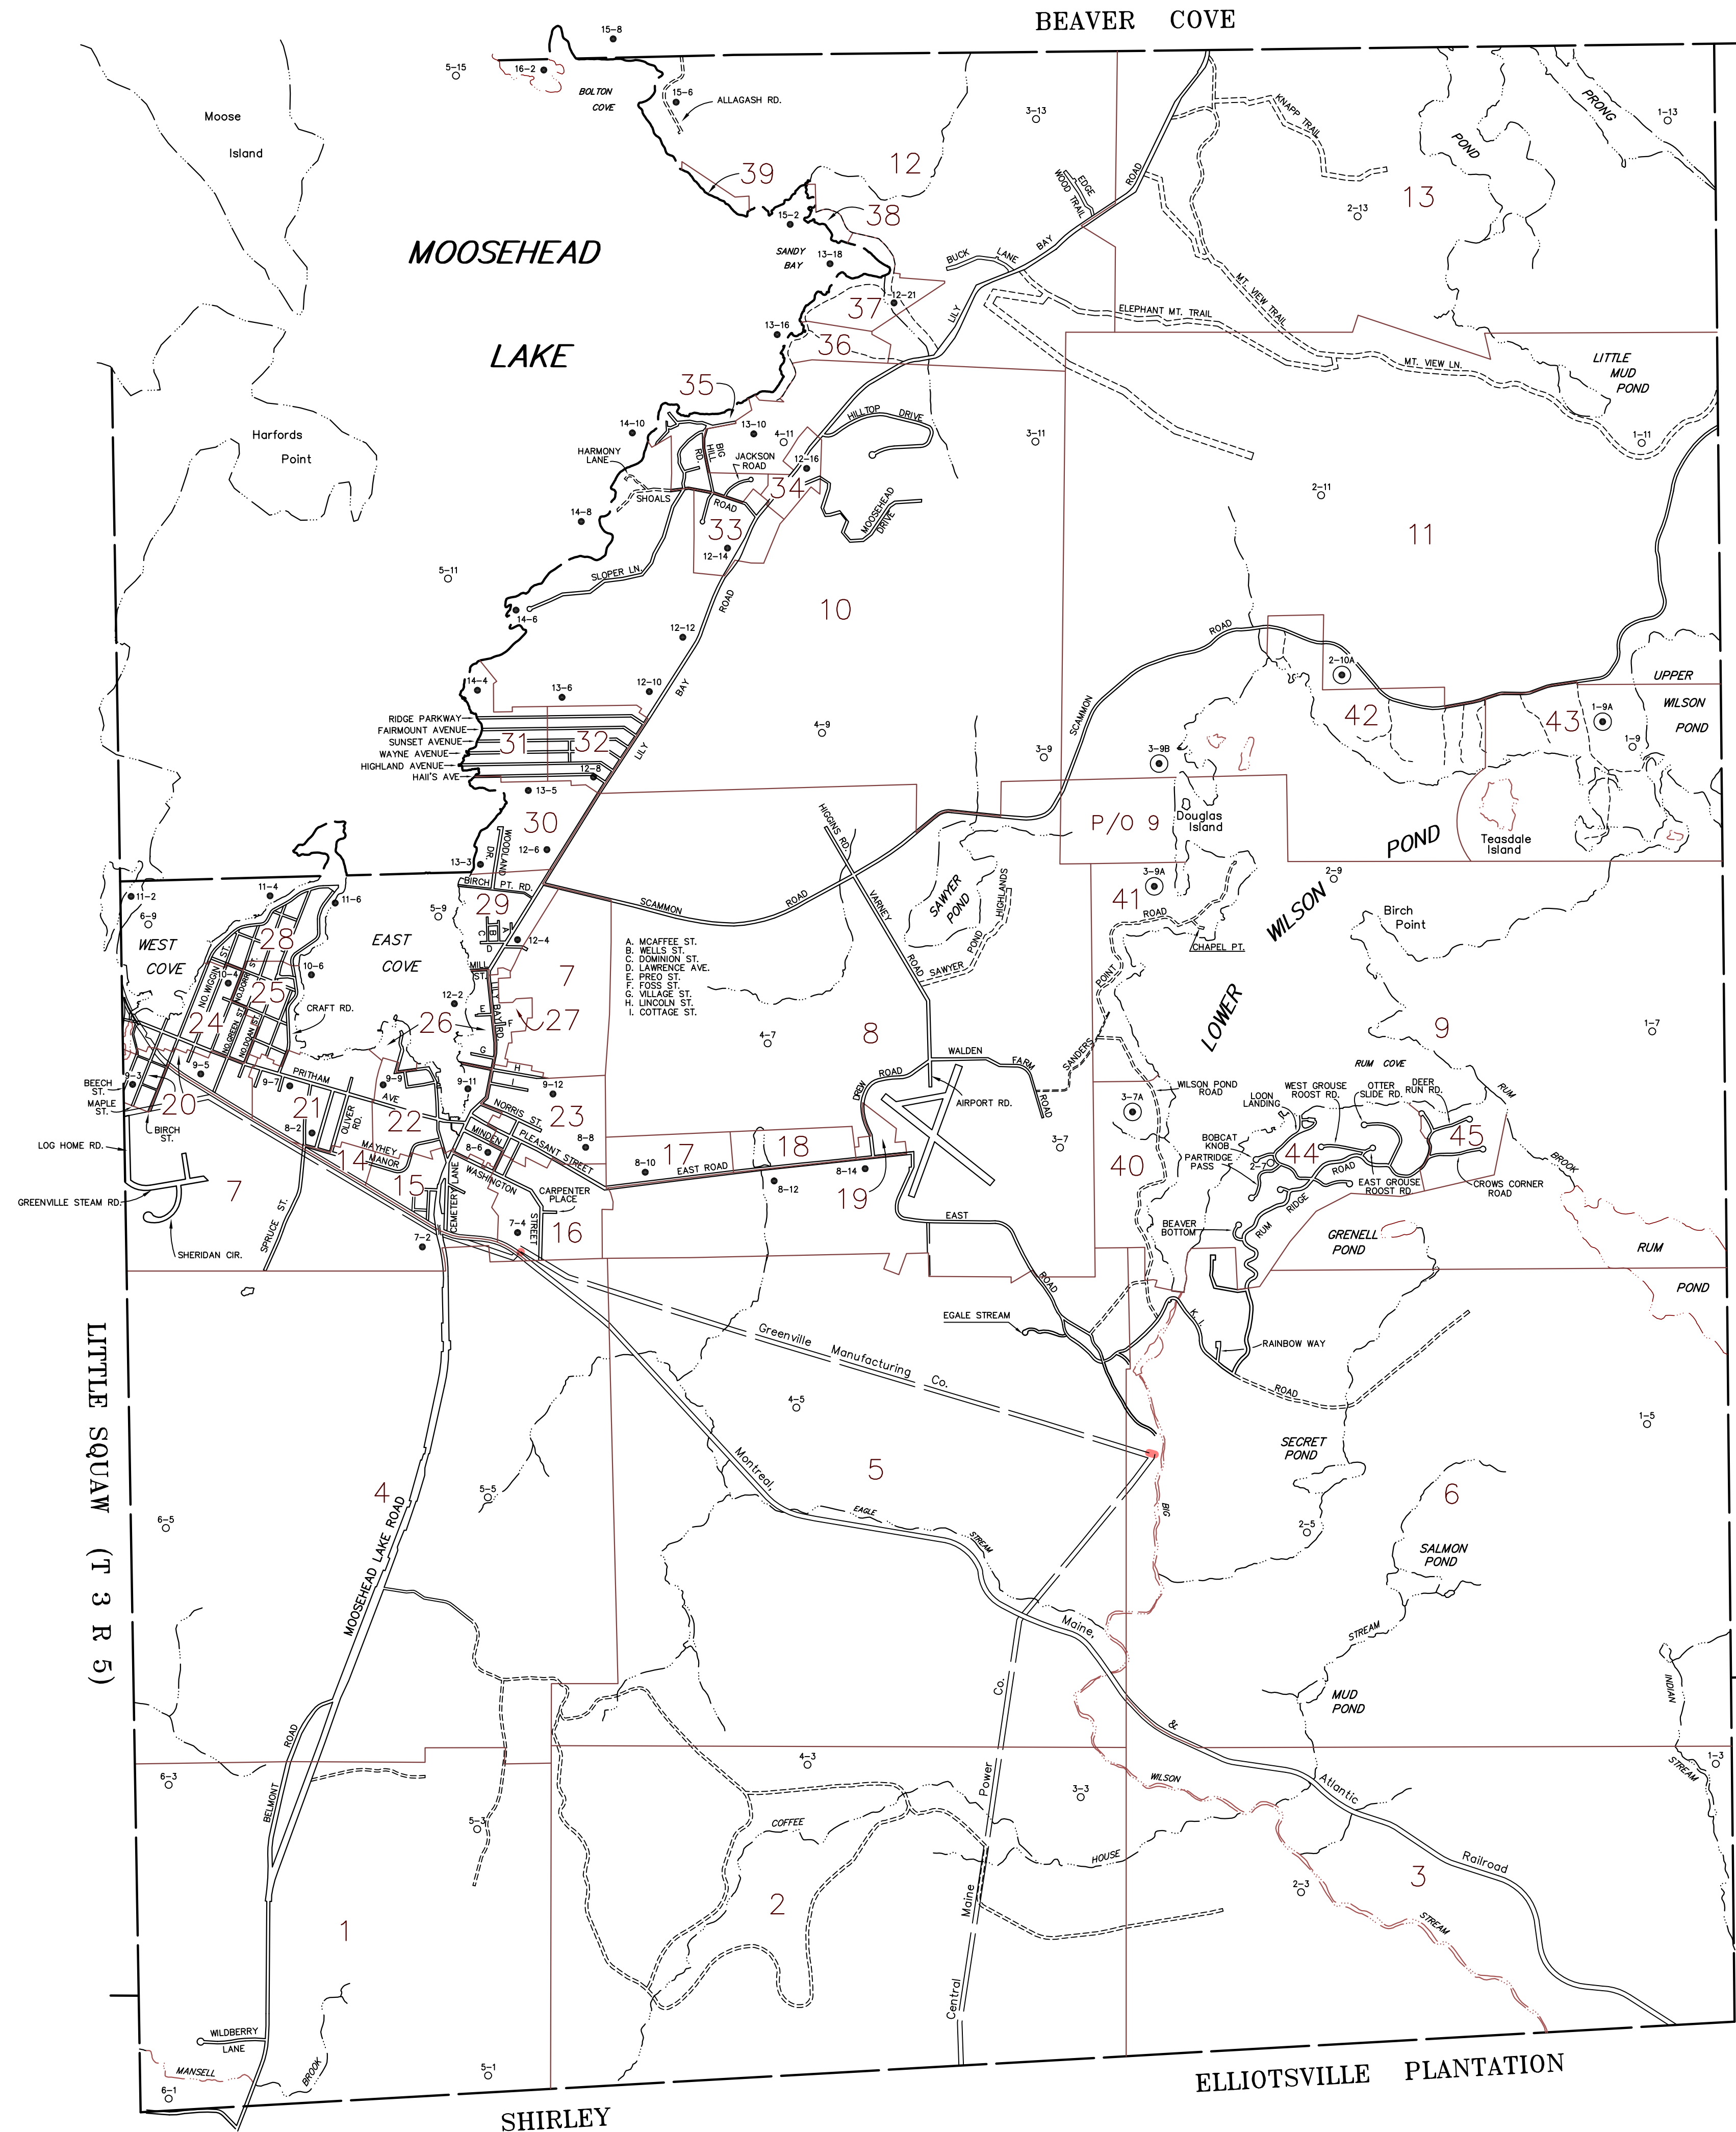 BEAVER COVE
15-8
5-15
16-2
BOLTON
COVE
15-6
ALLAGASH RD.
3-13
KNAPP TRAIL
PRONG
POND
1-13
Moose
Island
39
12
EDGE
WOOD TRAIL
ROAD
13
2-13
15-2
38
MOOSEHEAD
SANDY
BAY
13-18
BUCK LANE
BAY
LILY
12-21
37
MT. VIEW TRAIL
ELEPHANT MT. TRAIL
13-16
36
LAKE
MT. VIEW LN.
LITTLE
MUD
POND
35
14-10
13-10
4-11
HILLTOP DRIVE
3-11
1-11
Harfords
Point
HARMONY
LANE
BIG
HILL
RD.
JACKSON
ROAD
12-16
34
SHOALS
ROAD
MOOSEHEAD
DRIVE
2-11
14-8
33
12-14
11
5-11
SLOPER LN.
ROAD
10
14-6
12-12
ROAD
14-4
13-6
12-10
BAY
2-10A
UPPER
WILSON
POND
RIDGE PARKWAY
FAIRMOUNT AVENUE
SUNSET AVENUE
WAYNE AVENUE
HIGHLAND AVENUE
HAII'S AVE
31
32
LILY
12-8
13-5
4-9
SCAMMON
3-9
3-9B
42
43
1-9A
1-9
30
12-6
WOODLAND
DR.
13-3
HIGGINS RD.
P/O 9
Douglas
Island
POND
Teasdale
Island
BIRCH PT. RD.
11-2
6-9
11-4
11-6
5-9
29
A
B
C
D
12-4
SCAMMON
ROAD
VARNEY
ROAD
SAWYER
POND
HIGHLANDS
SAWYER POND
3-9A
41
ROAD
CHAPEL PT.
2-9
WILSON
Birch
Point
WEST
COVE
EAST
COVE
28
10-4
10-6
NO.WIGGIN ST.
NO.DORR ST.
25
CRAFT RD.
24
NO.GREEN ST.
NO.DOAN ST.
MILL
ST.
7
12-2
LILY BAY RD.
26
27
E
F
G
H
I
A. MCAFFEE ST.
B. WELLS ST.
C. DOMINION ST.
D. LAWRENCE AVE.
E. PREO ST.
F. FOSS ST.
G. VILLAGE ST.
H. LINCOLN ST.
I. COTTAGE ST.
8
4-7
POINT
SANDERS
LOWER
9
1-7
WALDEN
FARM
ROAD
DREW
ROAD
AIRPORT RD.
WILSON POND
ROAD
3-7A
3-7
RUM COVE
RUM
BROOK
LOON
LANDING
WEST GROUSE
ROOST RD.
OTTER
SLIDE RD.
DEER
RUN RD.
BOBCAT
KNOB
PARTRIDGE
PASS
2-7
44
45
EAST GROUSE
ROOST RD
CROWS CORNER
ROAD
BEECH
ST.
MAPLE
ST.
9-3
9-5
9-7
9-9
9-11
9-12
PRITHAM
AVE
20
BIRCH
ST.
21
8-2
OLIVER
RD.
22
NORRIS ST.
23
MINDEN
8-6
PLEASANT STREET
8-8
LOG HOME RD.
14
MAYHEY
MANOR
15
WASHINGTON
STREET
CARPENTER
PLACE
CEMETERY LANE
17
18
8-10
EAST ROAD
8-14
8-12
19
40
7
GREENVILLE STEAM RD.
SHERIDAN CIR.
SPRUCE ST.
7-2
7-4
16
EAST
ROAD
BEAVER
BOTTOM
RUM
RIDGE
ROAD
GRENELL
POND
RUM
POND
EGALE STREAM
K. I.
RAINBOW WAY
ROAD
Greenville Manufacturing Co.
LITTLE SQUAW (T 3 R 5)
4-5
1-5
Montreal,
5
SECRET
POND
4
5-5
6-5
EAGLE
STREAM
BIG
2-5
6
SALMON
POND
MOOSEHEAD LAKE ROAD
Maine,
STREAM
INDIAN
STREAM
MUD
POND
Co.
&
ROAD
BELMONT
6-3
4-3
3-3
Power
WILSON
Atlantic
1-3
5-3
COFFEE
HOUSE
Railroad
2
Maine
2-3
3
STREAM
1
Central
WILDBERRY
LANE
MANSELL
BROOK
6-1
5-1
SHIRLEY
ELLIOTSVILLE PLANTATION